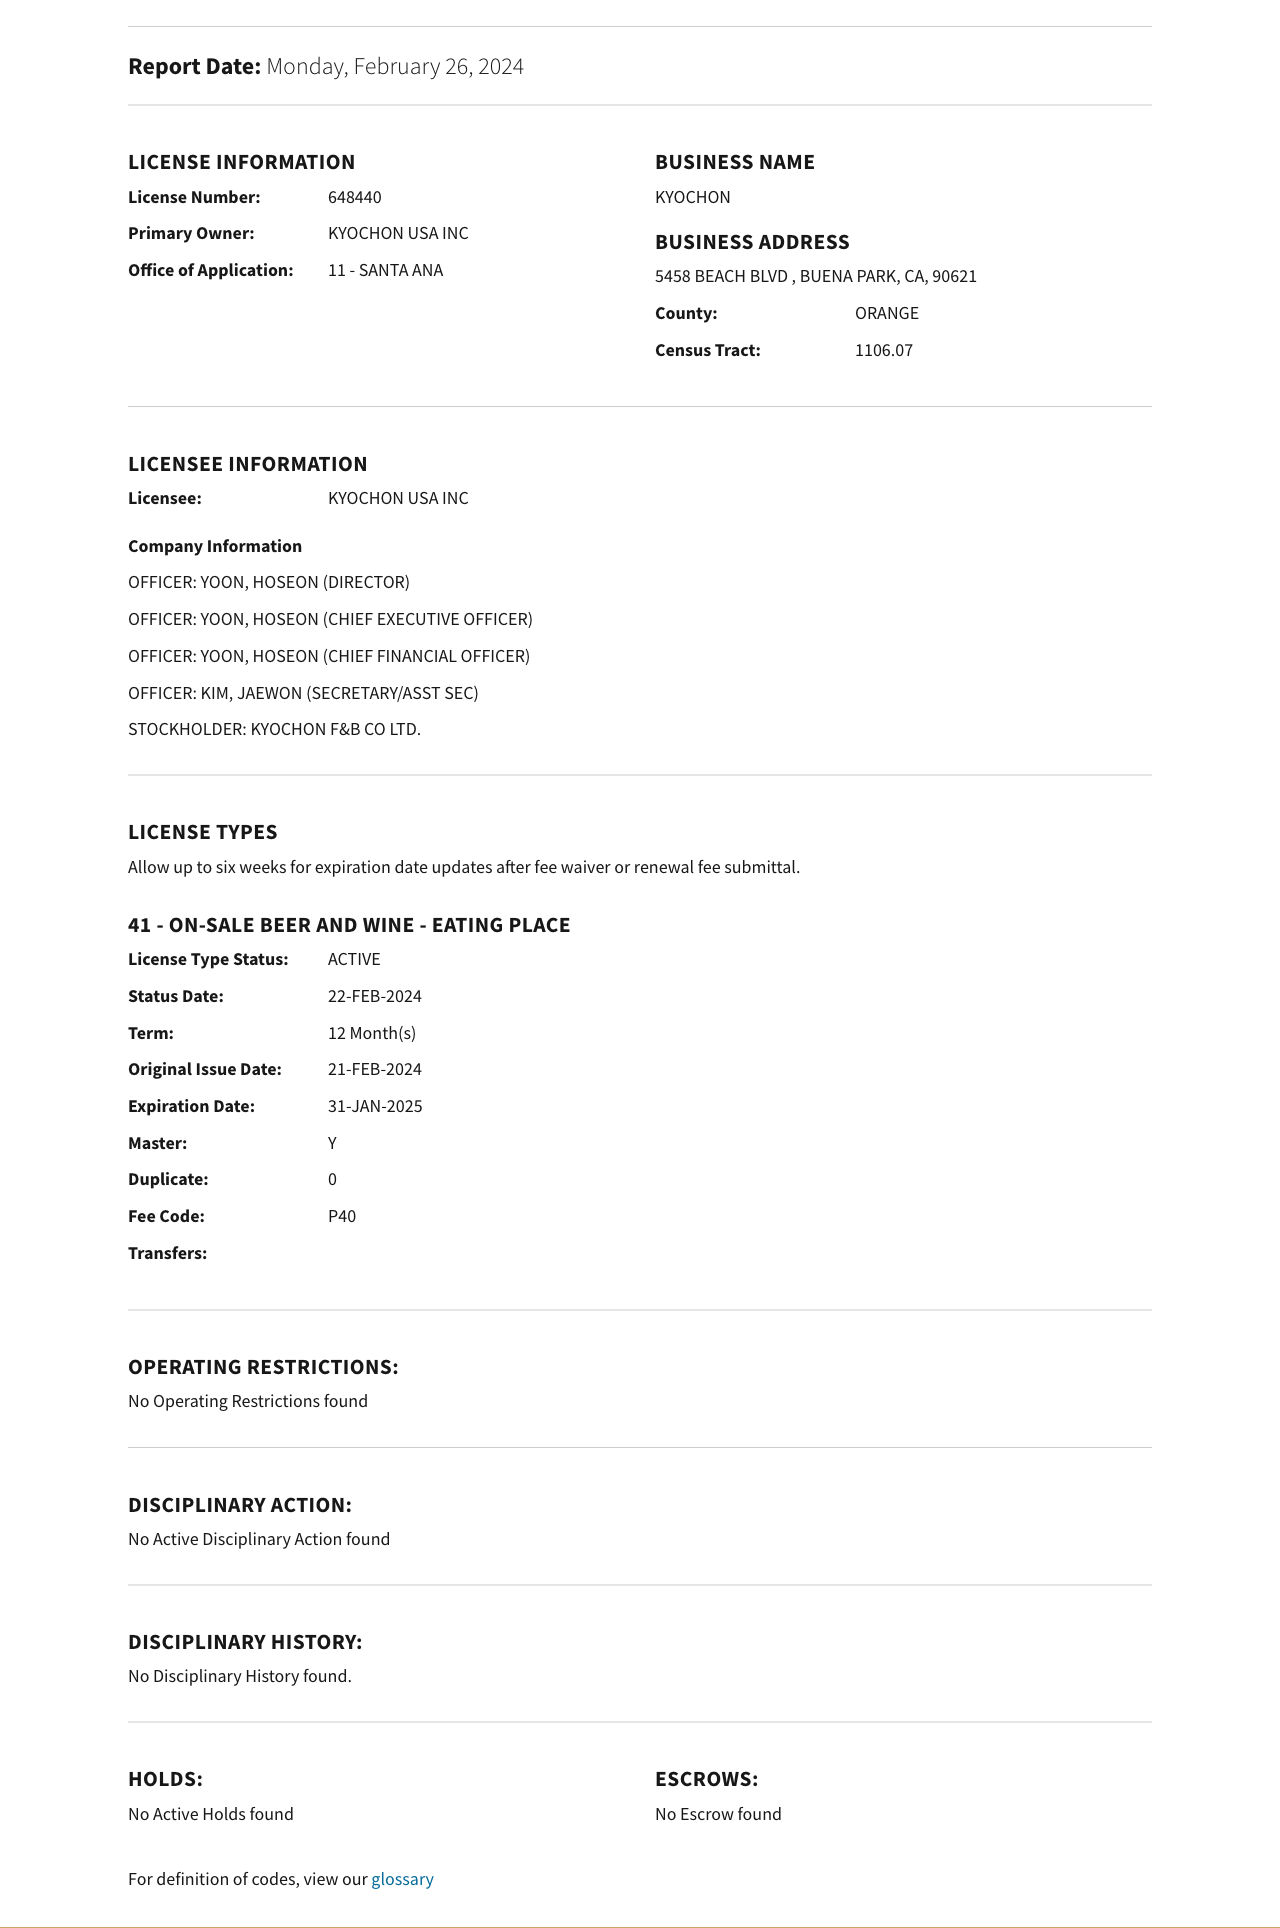 Report Date: Monday, February 26, 2024
LICENSE INFORMATION
License Number: 648440
Primary Owner: KYOCHON USA INC
Office of Application: 11 - SANTA ANA
BUSINESS NAME
KYOCHON
BUSINESS ADDRESS
5458 BEACH BLVD , BUENA PARK, CA, 90621
County: ORANGE
Census Tract: 1106.07
LICENSEE INFORMATION
Licensee: KYOCHON USA INC
Company Information
OFFICER: YOON, HOSEON (DIRECTOR)
OFFICER: YOON, HOSEON (CHIEF EXECUTIVE OFFICER)
OFFICER: YOON, HOSEON (CHIEF FINANCIAL OFFICER)
OFFICER: KIM, JAEWON (SECRETARY/ASST SEC)
STOCKHOLDER: KYOCHON F&B CO LTD.
LICENSE TYPES
Allow up to six weeks for expiration date updates after fee waiver or renewal fee submittal.
41 - ON-SALE BEER AND WINE - EATING PLACE
License Type Status: ACTIVE
Status Date: 22-FEB-2024
Term: 12 Month(s)
Original Issue Date: 21-FEB-2024
Expiration Date: 31-JAN-2025
Master: Y
Duplicate: 0
Fee Code: P40
Transfers:
OPERATING RESTRICTIONS:
No Operating Restrictions found
DISCIPLINARY ACTION:
No Active Disciplinary Action found
DISCIPLINARY HISTORY:
No Disciplinary History found.
HOLDS:
No Active Holds found
ESCROWS:
No Escrow found
For definition of codes, view our glossary